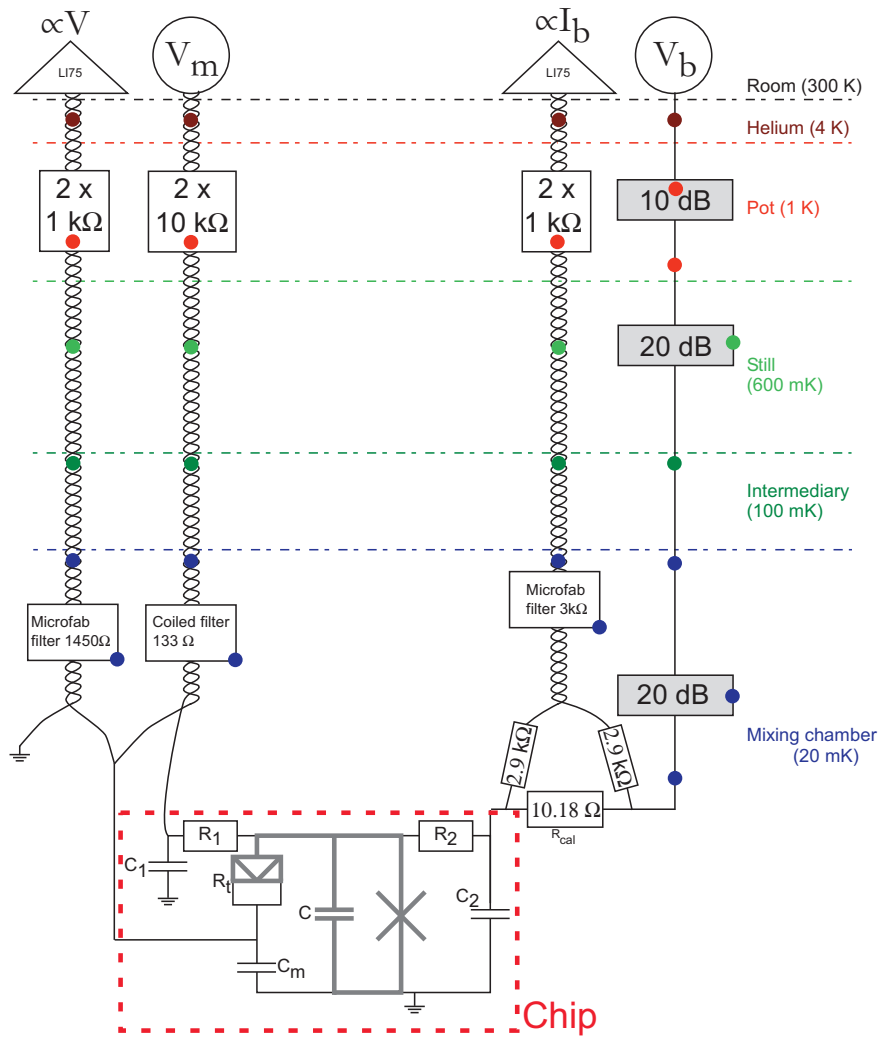 ∝V
V_m
∝I_b
V_b
LI75
LI75
Room (300 K)
Helium (4 K)
2 x
1 kΩ
2 x
10 kΩ
2 x
1 kΩ
10 dB
Pot (1 K)
20 dB
Still
(600 mK)
Intermediary
(100 mK)
Microfab
filter 1450Ω
Coiled filter
133 Ω
Microfab
filter 3kΩ
20 dB
Mixing chamber
(20 mK)
2.9 kΩ
2.9 kΩ
10.18 Ω
R_cal
R_1
R_2
C_1
R_t
C
C_2
C_m
Chip